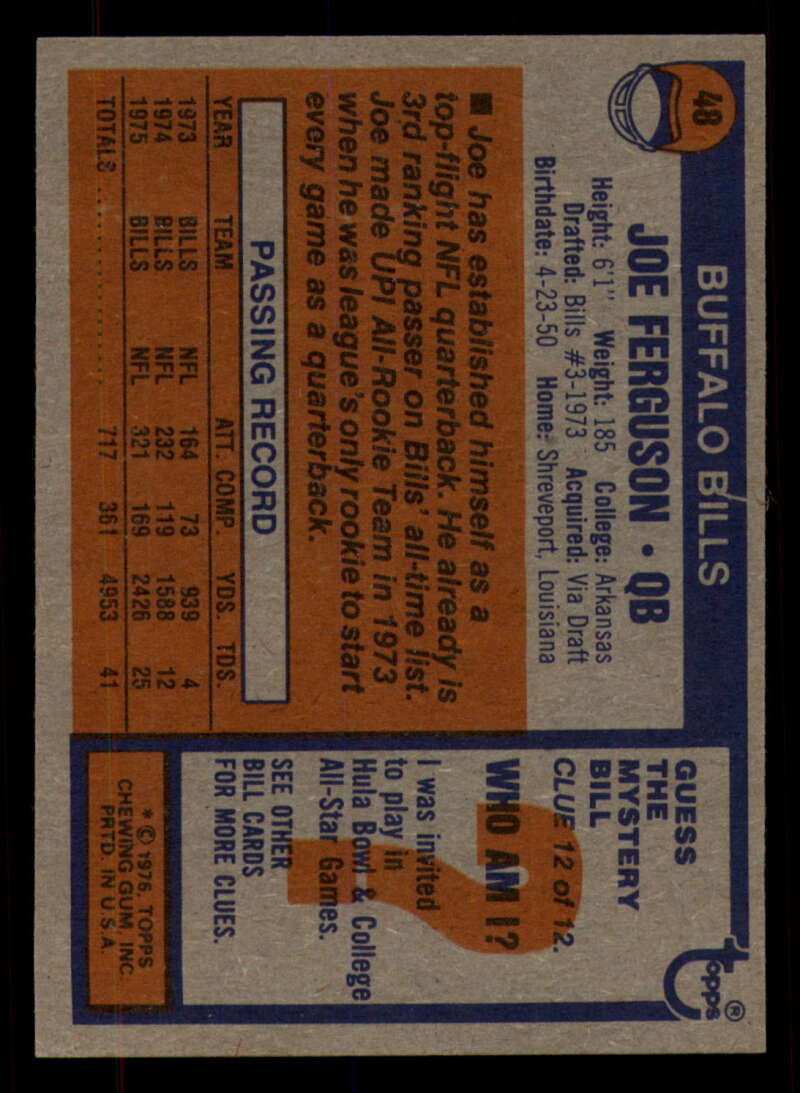 48
BUFFALO BILLS
JOE FERGUSON • QB
Height: 6'1" Weight: 185 College: Arkansas
Drafted: Bills #3-1973 Acquired: Via Draft
Birthdate: 4-23-50 Home: Shreveport, Louisiana
■ Joe has established himself as a
top-flight NFL quarterback. He already is
3rd ranking passer on Bills' all-time list.
Joe made UPI All-Rookie Team in 1973
when he was league's only rookie to start
every game as a quarterback.
PASSING RECORD
YEAR TEAM ATT. COMP. YDS. TDS.
1973 BILLS NFL 164 73 939 4
1974 BILLS NFL 232 119 1588 12
1975 BILLS NFL 321 169 2426 25
TOTALS 717 361 4953 41
topps®
GUESS
THE
MYSTERY
BILL
CLUE 12 of 12.
WHO AM I?
?
I was invited
to play in
Hula Bowl & College
All-Star Games.
SEE OTHER
BILL CARDS
FOR MORE CLUES.
* © 1976, TOPPS
CHEWING GUM, INC.
PRTD. IN U.S.A.